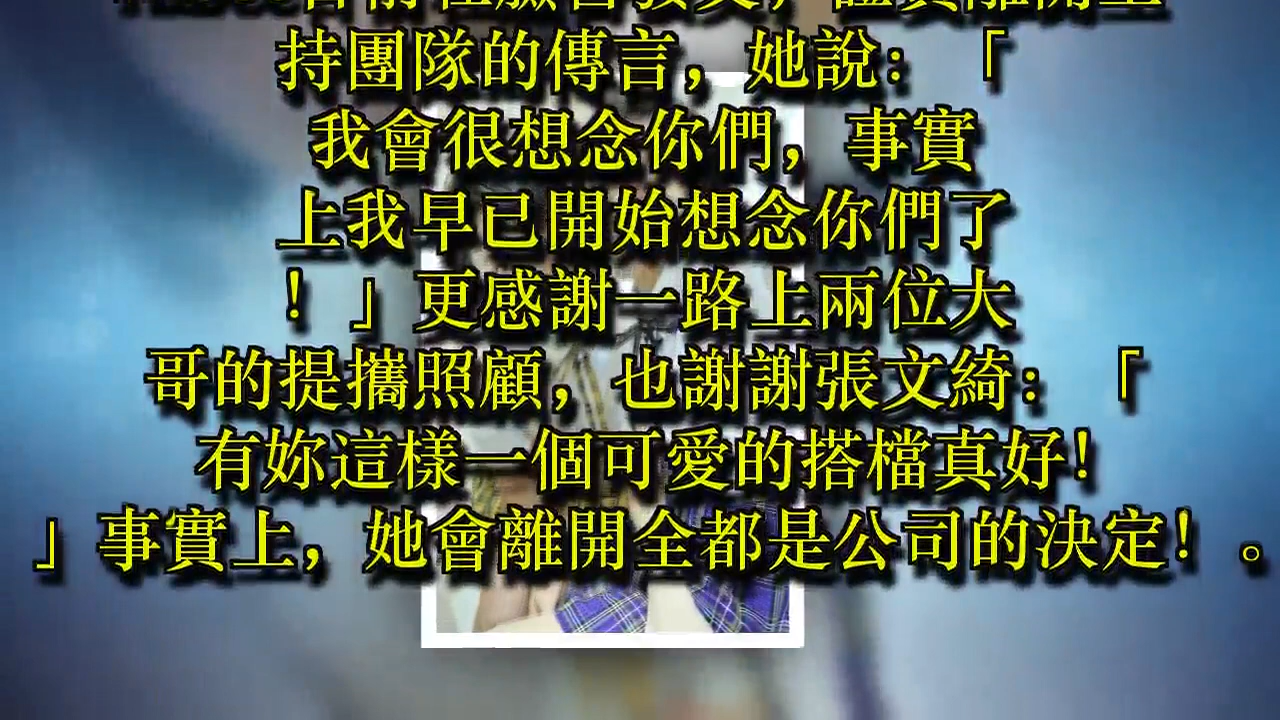 持團隊的傳言，她說：「
我會很想念你們，事實
上我早已開始想念你們了
！」更感謝一路上兩位大
哥的提攜照顧，也謝謝張文綺：「
有妳這樣一個可愛的搭檔真好！
」事實上，她會離開全都是公司的決定！。